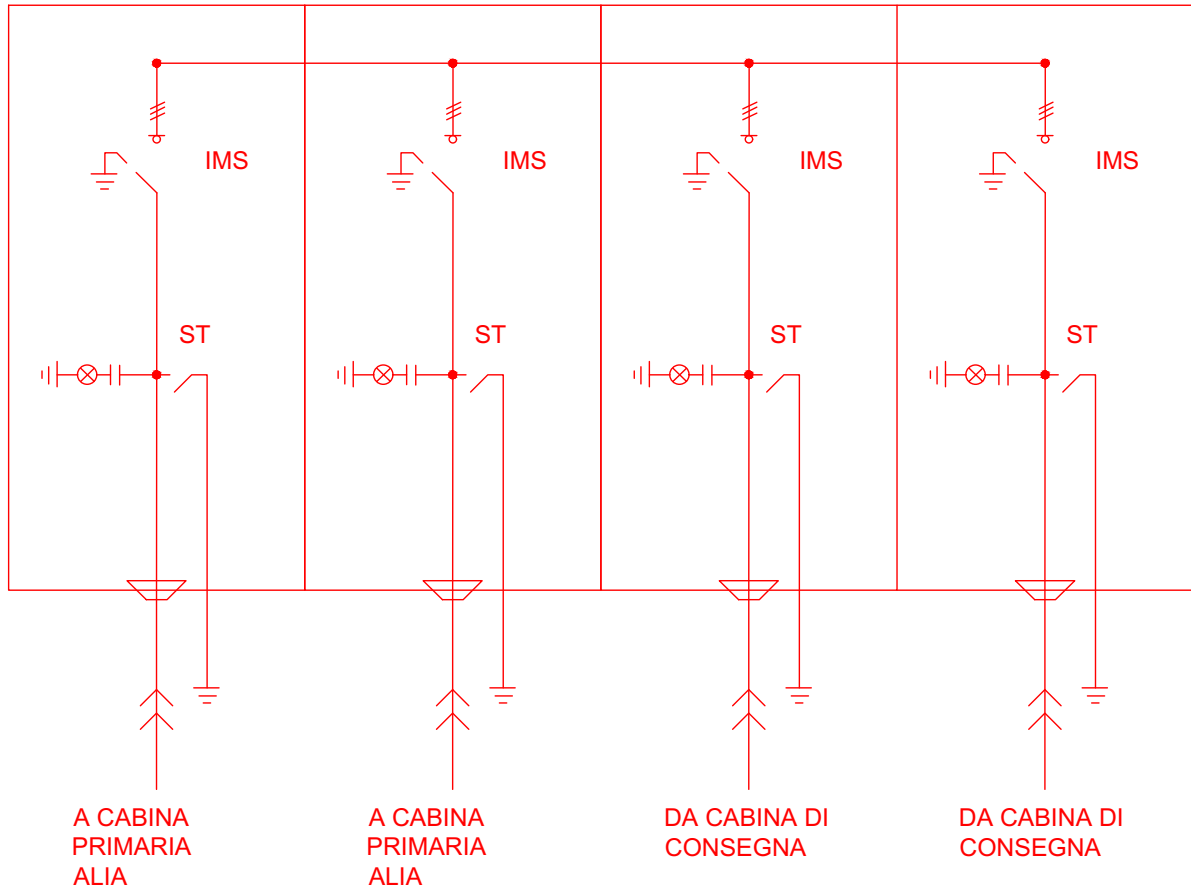 IMS
IMS
IMS
IMS
ST
ST
ST
ST
A CABINA
PRIMARIA
ALIA
A CABINA
PRIMARIA
ALIA
DA CABINA DI
CONSEGNA
DA CABINA DI
CONSEGNA